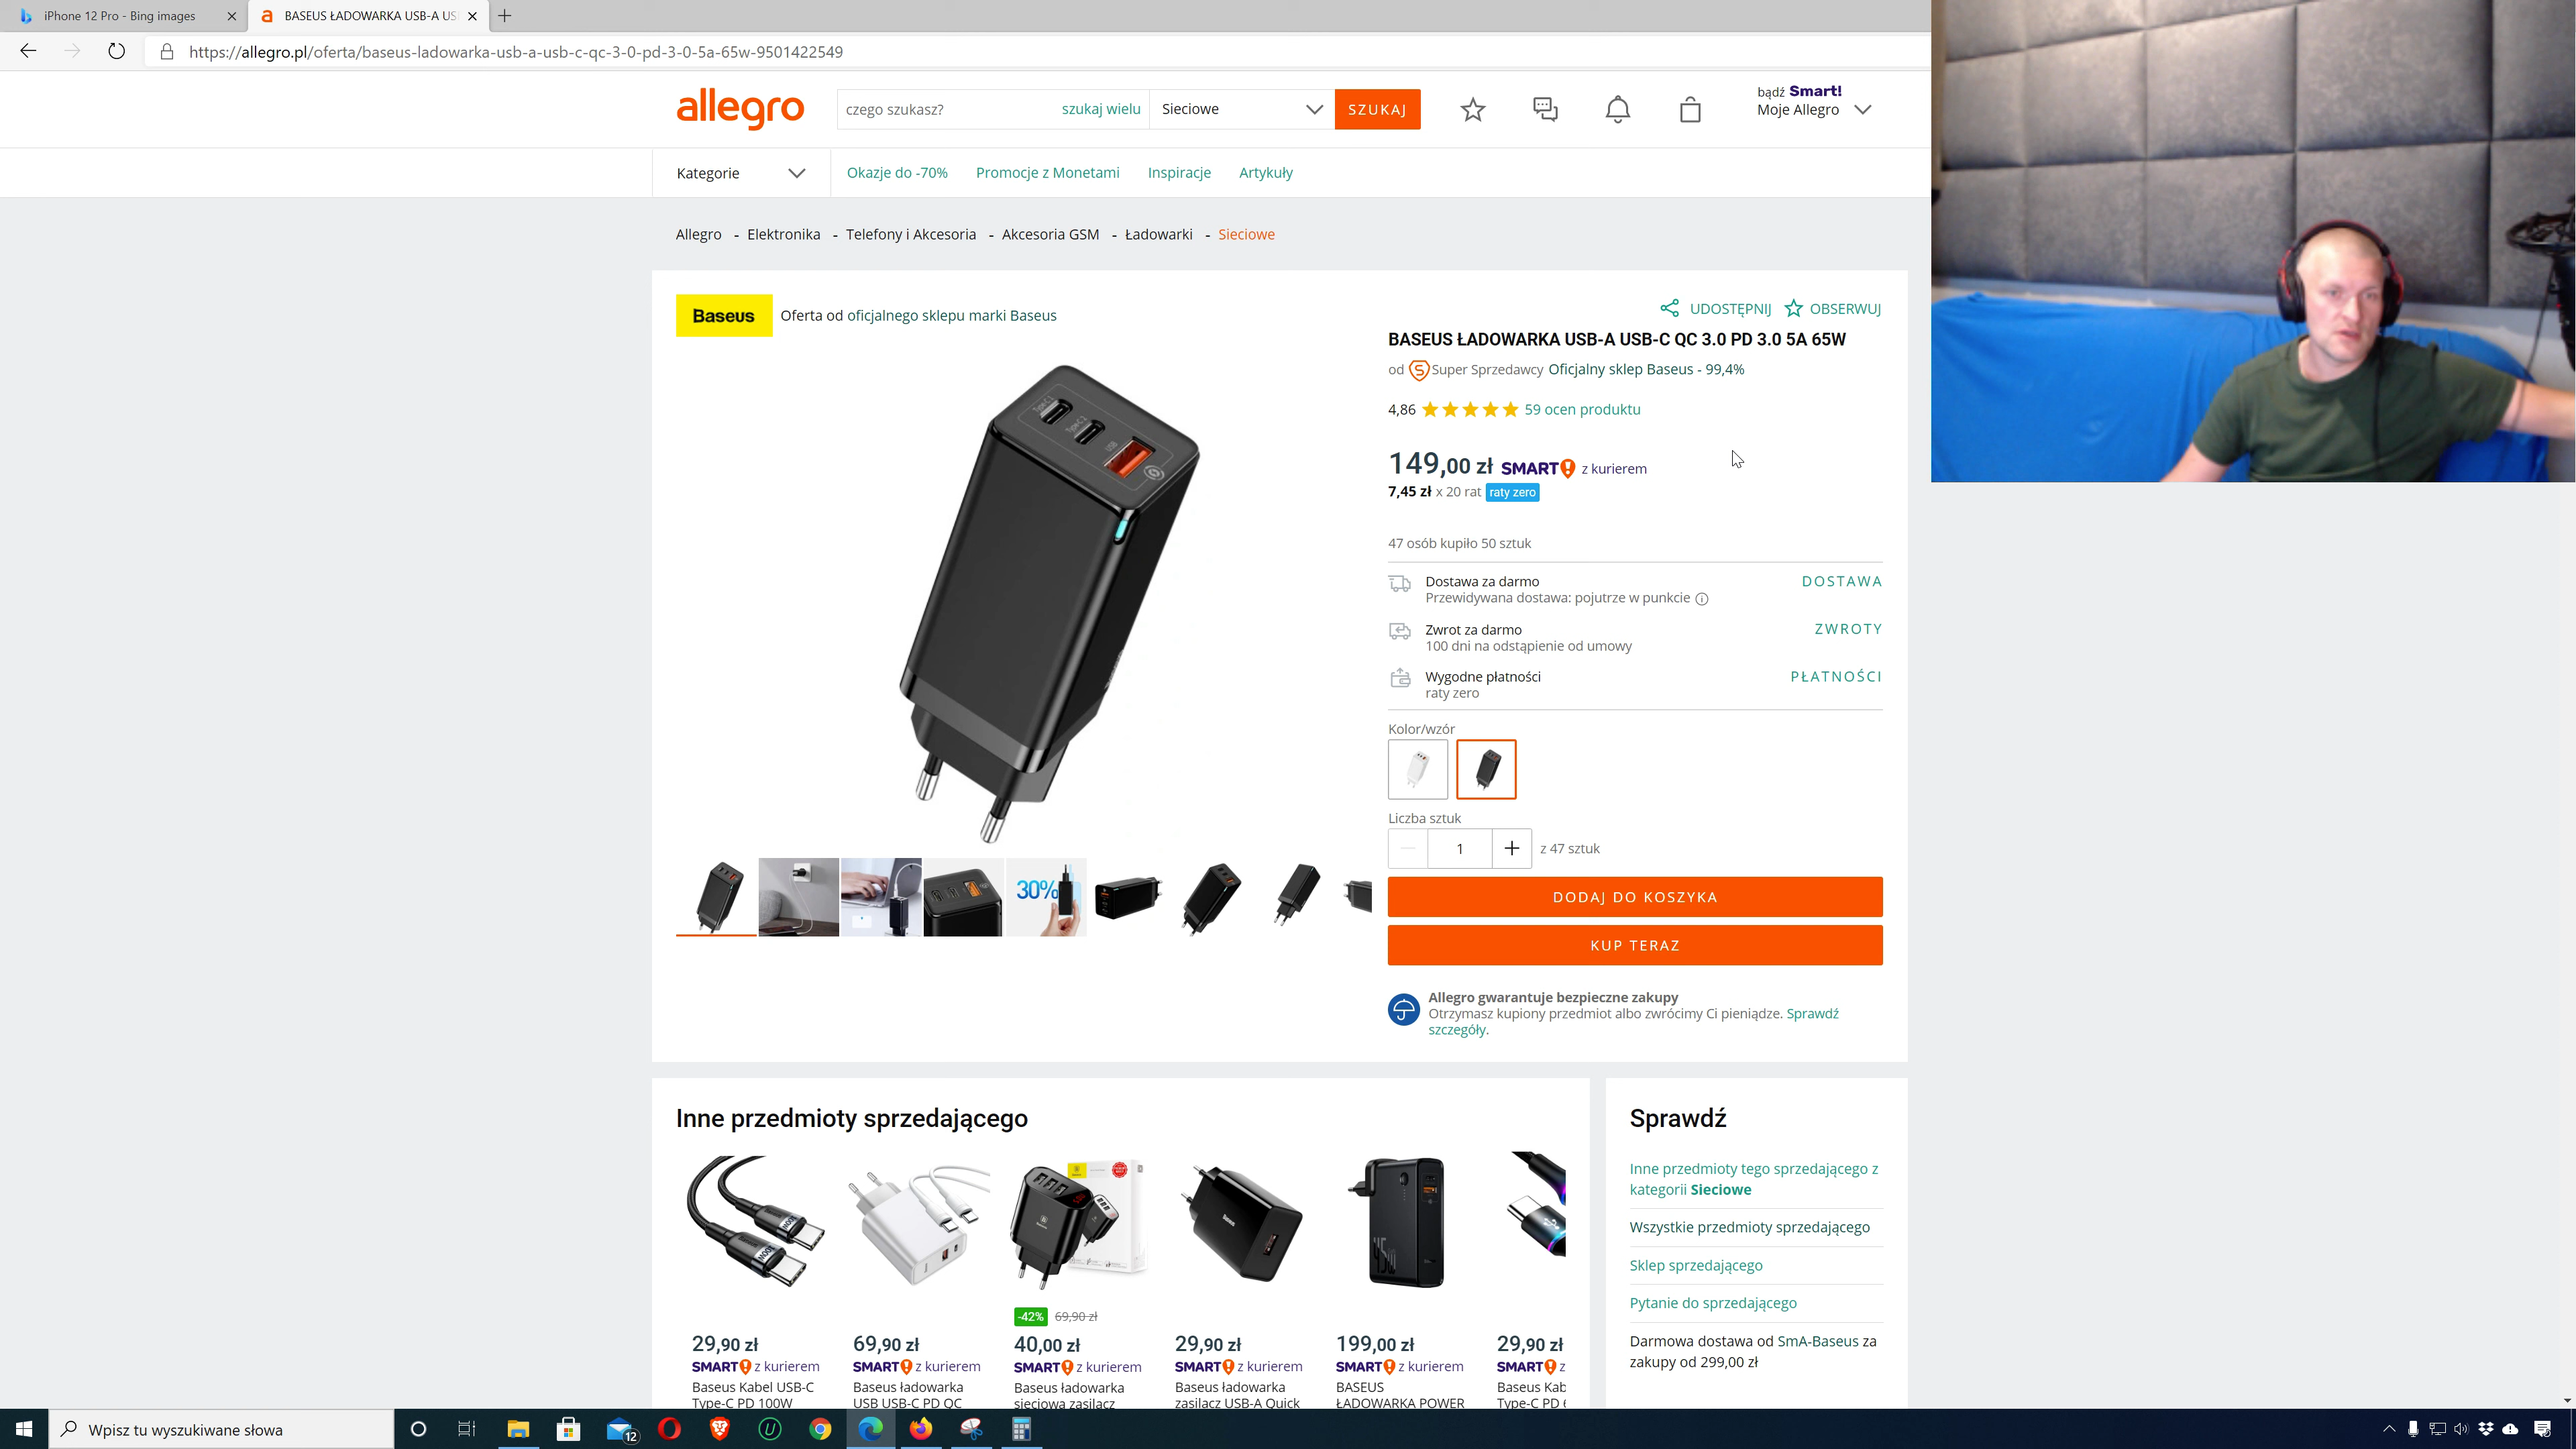 iPhone 12 Pro - Bing images
BASEUS ŁADOWARKA USB-A US
https://allegro.pl/oferta/baseus-ladowarka-usb-a-usb-c-qc-3-0-pd-3-0-5a-65w-9501422549
allegro
czego szukasz?
szukaj wielu
Sieciowe
SZUKAJ
bądź Smart!
Moje Allegro
Kategorie
Okazje do -70%
Promocje z Monetami
Inspiracje
Artykuły
Allegro - Elektronika - Telefony i Akcesoria - Akcesoria GSM - Ładowarki - Sieciowe
Baseus
Oferta od oficjalnego sklepu marki Baseus
UDOSTĘPNIJ
OBSERWUJ
BASEUS ŁADOWARKA USB-A USB-C QC 3.0 PD 3.0 5A 65W
od Super Sprzedawcy Oficjalny sklep Baseus - 99,4%
4,86 59 ocen produktu
149,00 zł SMART! z kurierem
7,45 zł x 20 rat raty zero
47 osób kupiło 50 sztuk
Dostawa za darmo
DOSTAWA
Przewidywana dostawa: pojutrze w punkcie
Zwrot za darmo
ZWROTY
100 dni na odstąpienie od umowy
Wygodne płatności
PŁATNOŚCI
raty zero
Kolor/wzór
Liczba sztuk
1
z 47 sztuk
DODAJ DO KOSZYKA
KUP TERAZ
Allegro gwarantuje bezpieczne zakupy
Otrzymasz kupiony przedmiot albo zwrócimy Ci pieniądze. Sprawdź
szczegóły.
30%
Inne przedmioty sprzedającego
-42% 69,90 zł
29,90 zł
SMART! z kurierem
Baseus Kabel USB-C
Type-C PD 100W
69,90 zł
SMART! z kurierem
Baseus ładowarka
USB USB-C PD QC
40,00 zł
SMART! z kurierem
Baseus ładowarka
sieciowa zasilacz
29,90 zł
SMART! z kurierem
Baseus ładowarka
zasilacz USB-A Quick
199,00 zł
SMART! z kurierem
BASEUS
ŁADOWARKA POWER
29,90 zł
SMART! z
Baseus Kab
Type-C PD
Sprawdź
Inne przedmioty tego sprzedającego z
kategorii Sieciowe
Wszystkie przedmioty sprzedającego
Sklep sprzedającego
Pytanie do sprzedającego
Darmowa dostawa od SmA-Baseus za
zakupy od 299,00 zł
Wpisz tu wyszukiwane słowa
12